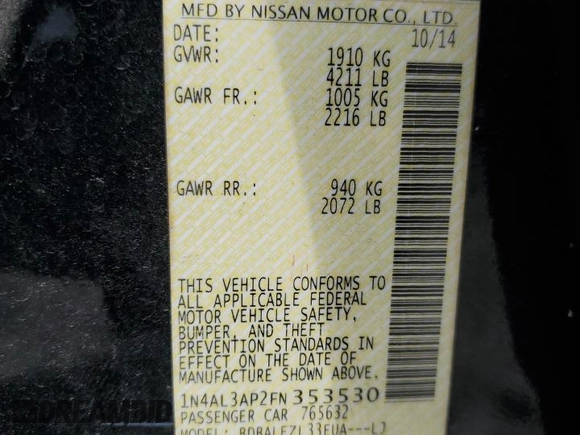 MFD BY NISSAN MOTOR CO., LTD.
DATE: 10/14
GVWR: 1910 KG
4211 LB
GAWR FR.: 1005 KG
2216 LB
GAWR RR.: 940 KG
2072 LB
THIS VEHICLE CONFORMS TO
ALL APPLICABLE FEDERAL
MOTOR VEHICLE SAFETY,
BUMPER, AND THEFT
PREVENTION STANDARDS IN
EFFECT ON THE DATE OF
MANUFACTURE SHOWN ABOVE.
1N4AL3AP2FN353530
PASSENGER CAR 765632
MODEL: